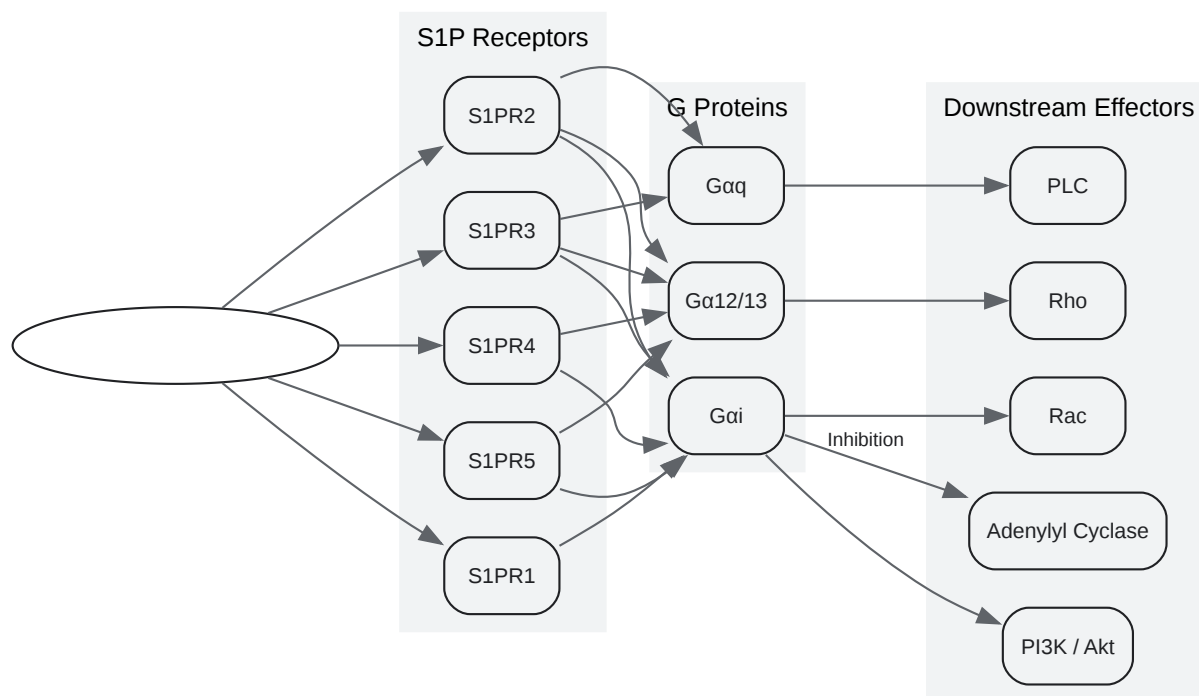 S1P Receptors
S1PR2
S1PR3
S1PR4
S1PR5
S1PR1
G Proteins
Gαq
Gα12/13
Gαi
Inhibition
Downstream Effectors
PLC
Rho
Rac
Adenylyl Cyclase
PI3K / Akt